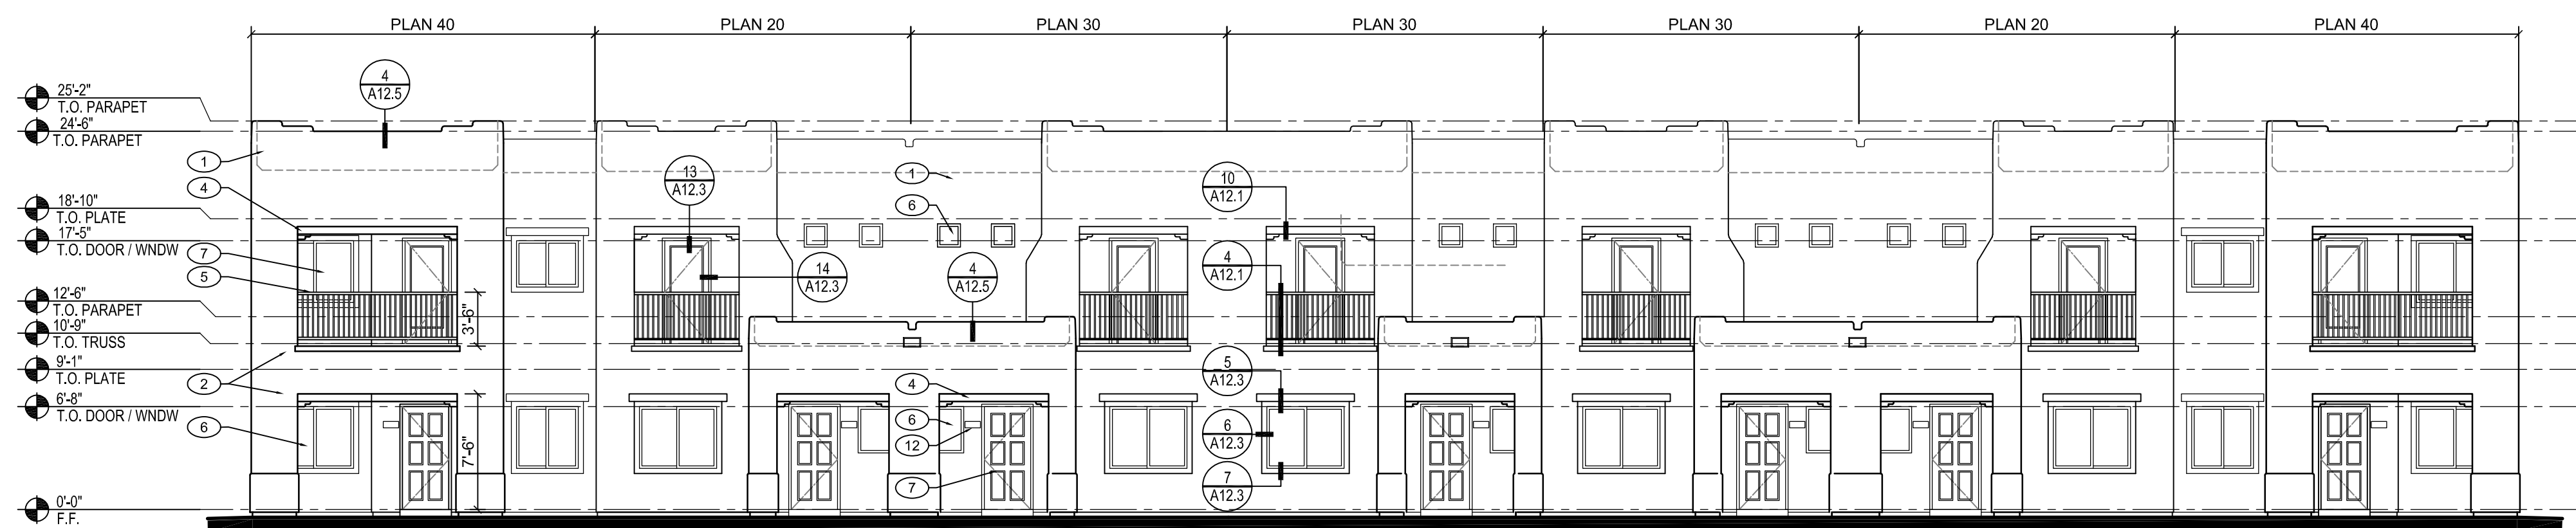 PLAN 40 PLAN 20 PLAN 30 PLAN 30 PLAN 30 PLAN 20 PLAN 40
25'-2"
T.O. PARAPET
24'-6"
T.O. PARAPET
18'-10"
T.O. PLATE
17'-5"
T.O. DOOR / WNDW
12'-6"
T.O. PARAPET
10'-9"
T.O. TRUSS
9'-1"
T.O. PLATE
6'-8"
T.O. DOOR / WNDW
0'-0"
F.F.
1
4
7
5
2
6
4
A12.5
3'-6"
7'-6"
13
A12.3
14
A12.3
1
6
4
A12.5
4
6
12
7
10
A12.1
4
A12.1
5
A12.3
6
A12.3
7
A12.3